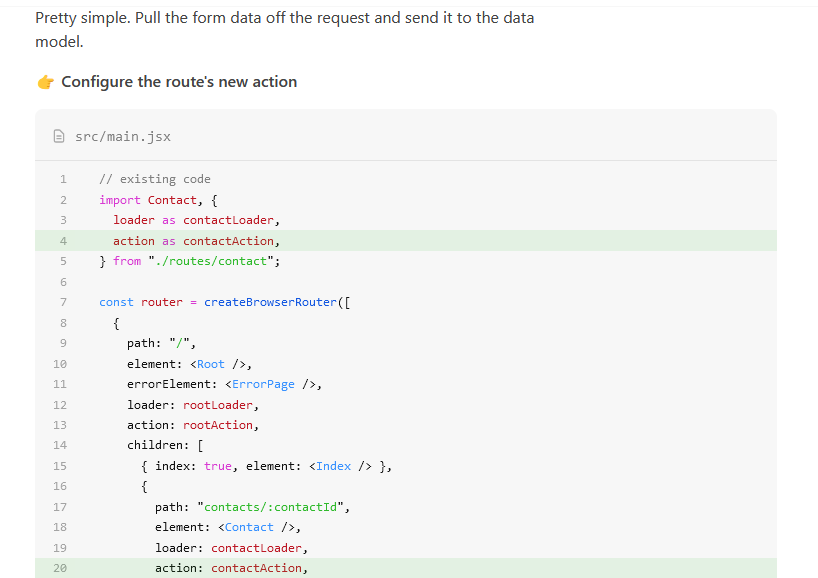 Pretty simple. Pull the form data off the request and send it to the data
model.
👉 Configure the route's new action
src/main.jsx
1 // existing code
2 import Contact, {
3   loader as contactLoader,
4   action as contactAction,
5 } from "./routes/contact";
6
7 const router = createBrowserRouter([
8   {
9     path: "/",
10     element: <Root />,
11     errorElement: <ErrorPage />,
12     loader: rootLoader,
13     action: rootAction,
14     children: [
15       { index: true, element: <Index /> },
16       {
17         path: "contacts/:contactId",
18         element: <Contact />,
19         loader: contactLoader,
20         action: contactAction,